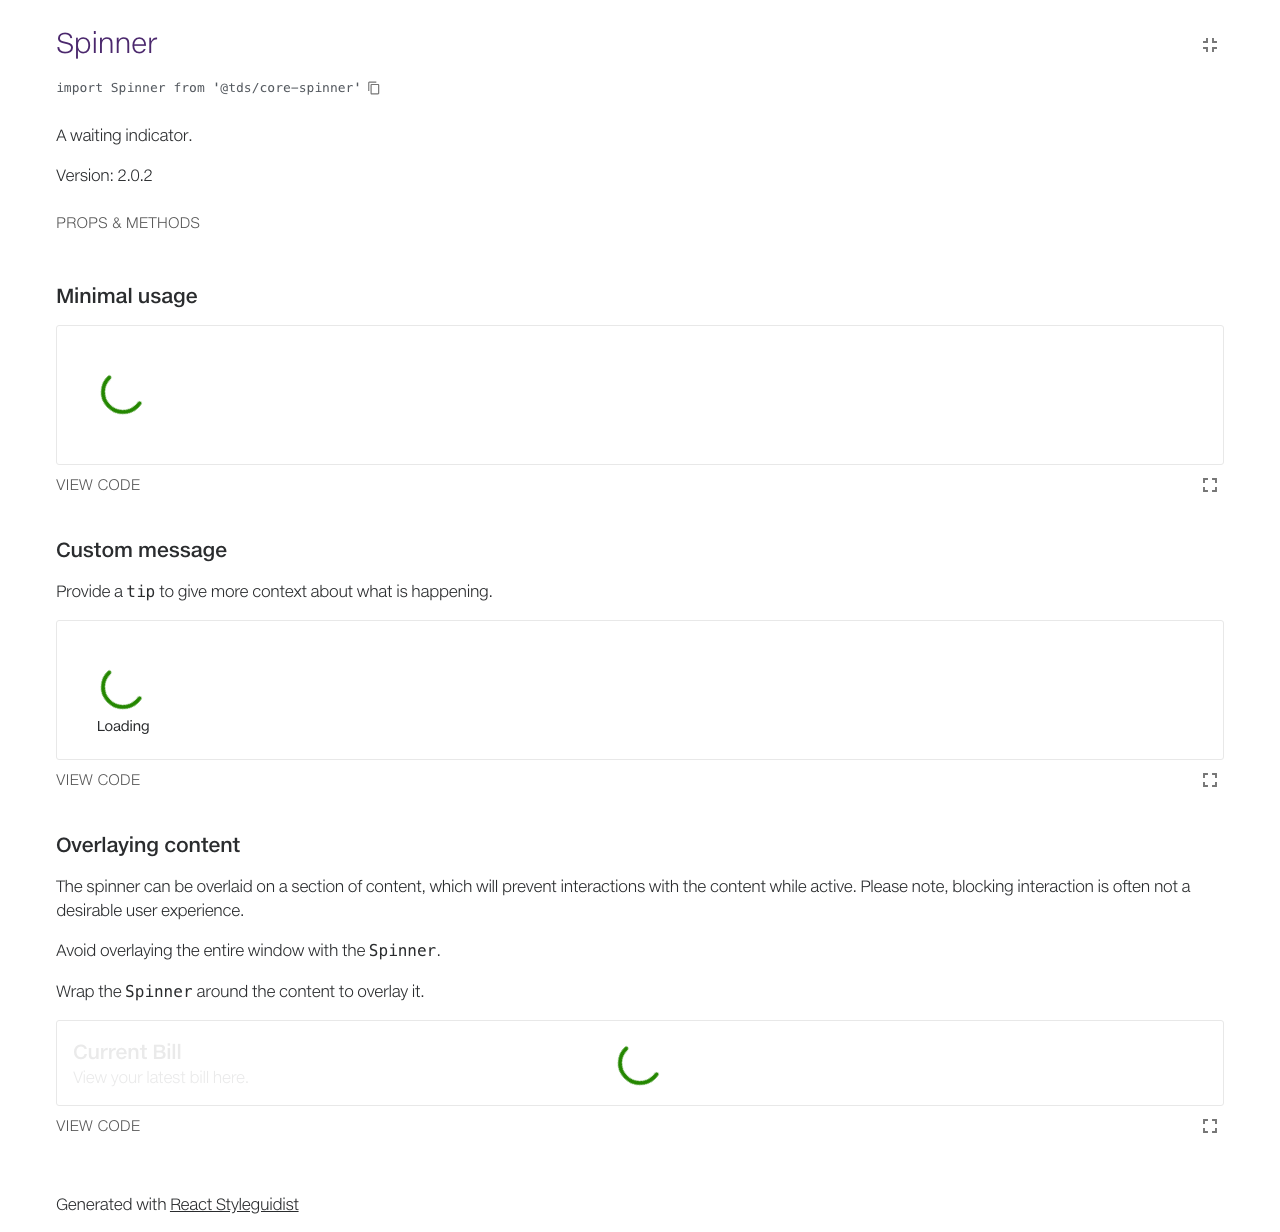 Spinner
import Spinner from '@tds/core-spinner'
A waiting indicator.
Version: 2.0.2
PROPS & METHODS
Minimal usage
VIEW CODE
Custom message
Provide a tip to give more context about what is happening.
Loading
VIEW CODE
Overlaying content
The spinner can be overlaid on a section of content, which will prevent interactions with the content while active. Please note, blocking interaction is often not a
desirable user experience.
Avoid overlaying the entire window with the Spinner.
Wrap the Spinner around the content to overlay it.
Current Bill
View your latest bill here.
VIEW CODE
Generated with React Styleguidist